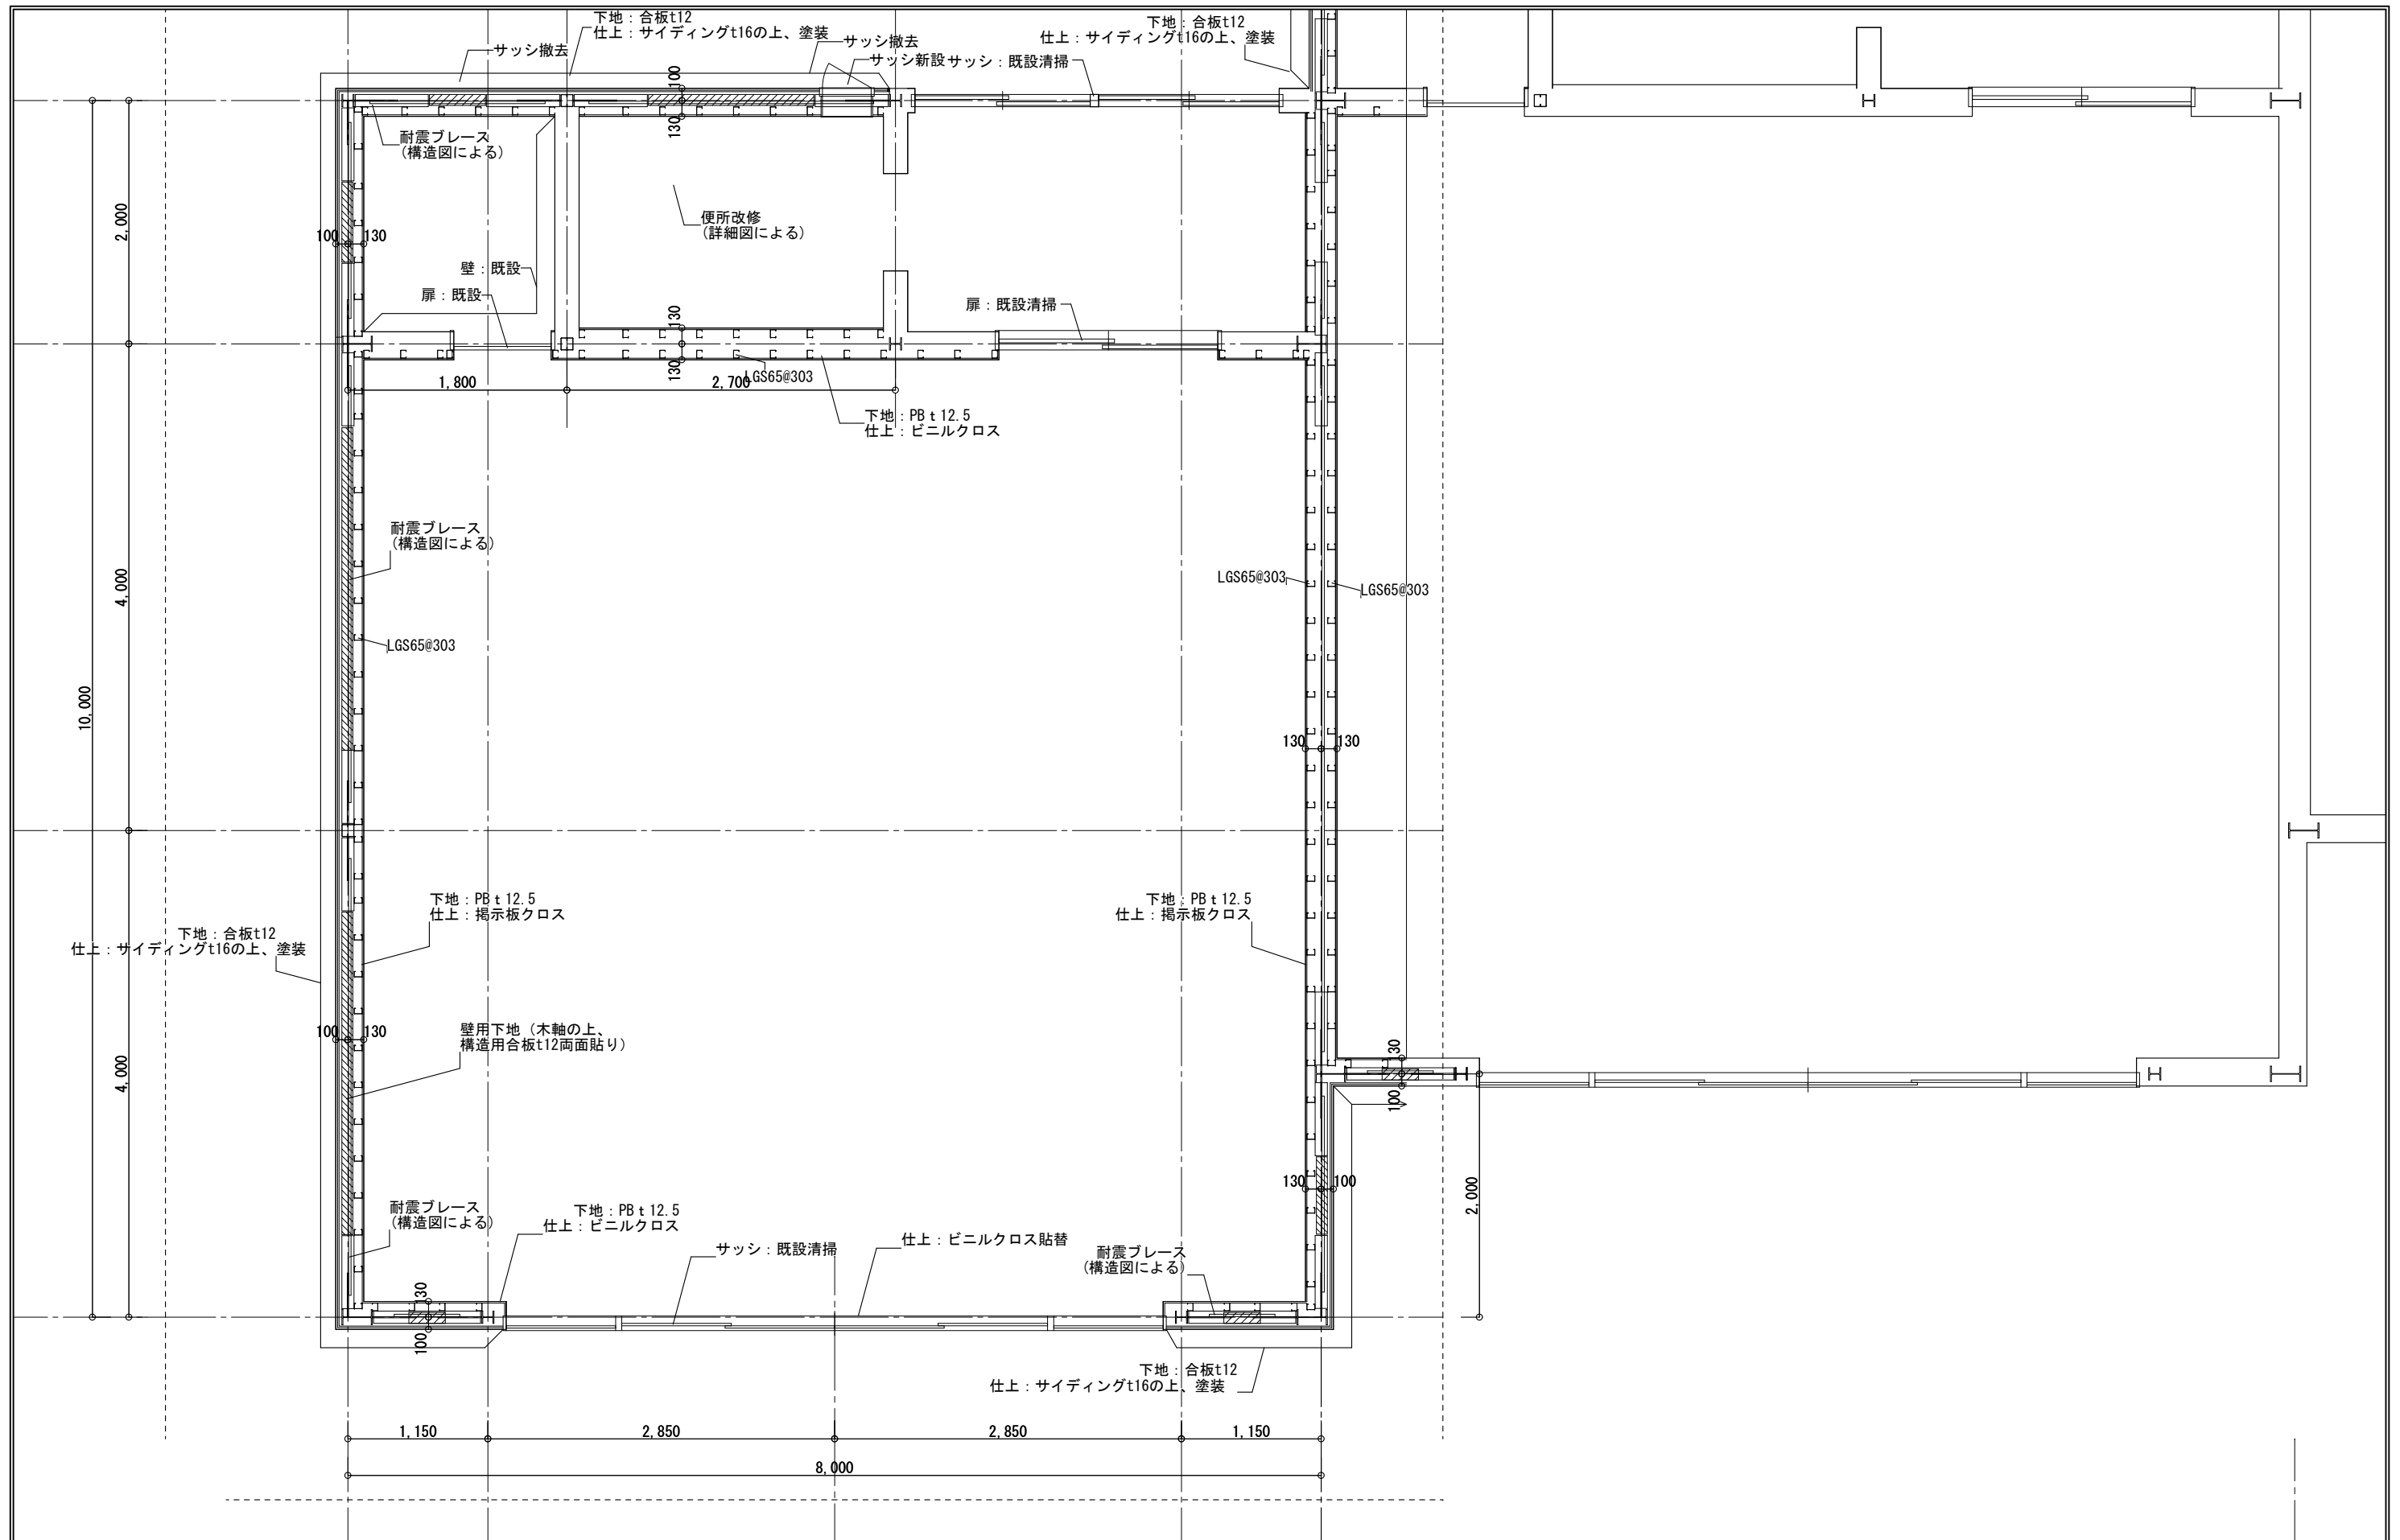 下地：合板t12
仕上：サイディングt16の上、塗装
下地：合板t12
仕上：サイディングt16の上、塗装
サッシ撤去
サッシ撤去
サッシ新設
サッシ：既設清掃
100
130
耐震ブレース
(構造図による)
便所改修
(詳細図による)
2,000
100
130
壁：既設
扉：既設
扉：既設清掃
130
130
LGS65@303
1,800
2,700
下地：PBｔ12.5
仕上：ビニルクロス
耐震ブレース
(構造図による)
4,000
LGS65@303
LGS65@303
LGS65@303
10,000
130
130
下地：PBｔ12.5
仕上：掲示板クロス
下地：PBｔ12.5
仕上：掲示板クロス
下地：合板t12
仕上：サイディングt16の上、塗装
100
130
壁用下地（木軸の上、
構造用合板t12両面貼り）
4,000
130
100
130
100
2,000
耐震ブレース
(構造図による)
下地：PBｔ12.5
仕上：ビニルクロス
サッシ：既設清掃
仕上：ビニルクロス貼替
耐震ブレース
(構造図による)
130
100
下地：合板t12
仕上：サイディングt16の上、塗装
1,150
2,850
2,850
1,150
8,000